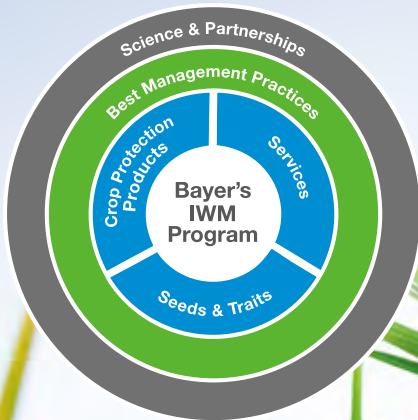 Science & Partnerships
Best Management Practices
Crop Protection
Products
Services
Bayer's
IWM
Program
Seeds & Traits